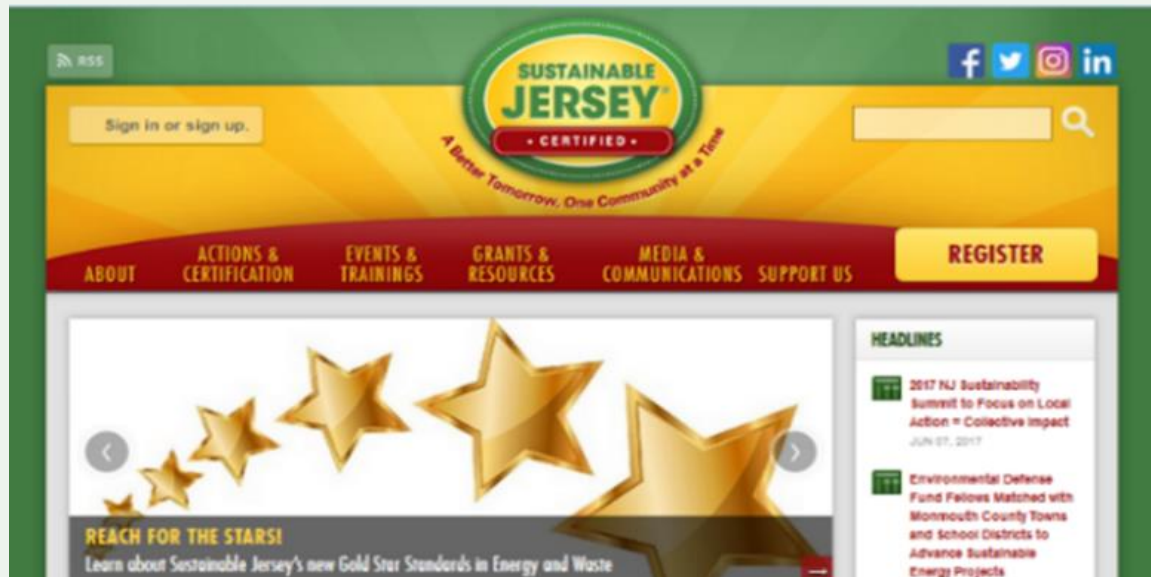 RSS
f
in
SUSTAINABLE
JERSEY®
• CERTIFIED •
A Better Tomorrow, One Community at a Time
Sign in or sign up.
ABOUT
ACTIONS &
CERTIFICATION
EVENTS &
TRAININGS
GRANTS &
RESOURCES
MEDIA &
COMMUNICATIONS
SUPPORT US
REGISTER
REACH FOR THE STARS!
Learn about Sustainable Jersey's new Gold Star Standards in Energy and Waste
HEADLINES
2017 NJ Sustainability
Summit to Focus on Local
Action = Collective Impact
JUN 07, 2017
Environmental Defense
Fund Fellows Matched with
Monmouth County Towns
and School Districts to
Advance Sustainable
Energy Projects